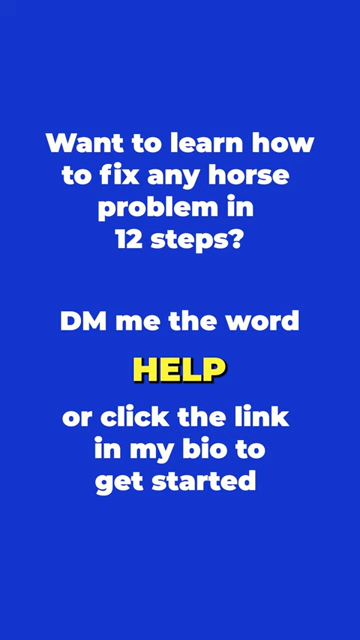 Want to learn how
to fix any horse
problem in
12 steps?
DM me the word
HELP
or click the link
in my bio to
get started